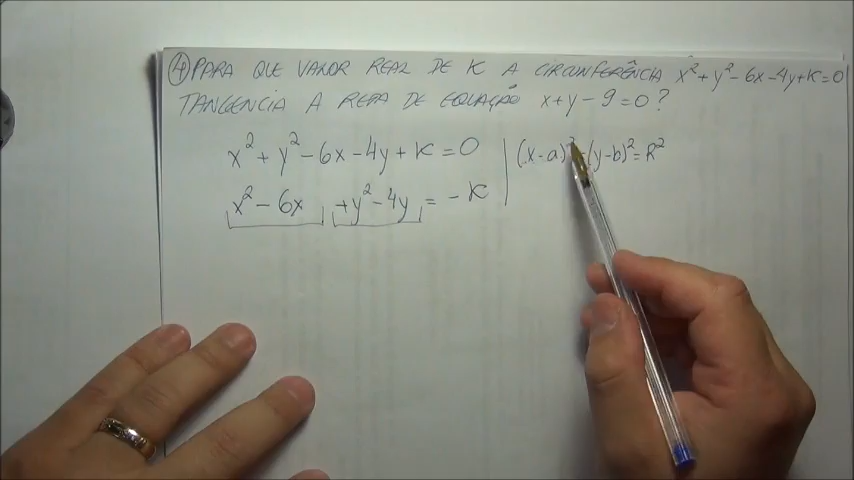 ④ PARA QUE VALOR REAL DE K A CIRCONFERÊNCIA x² + y² - 6x - 4y + K = 0
TANGENCIA A RETA DE EQUAÇÃO x + y - 9 = 0?
x² + y² - 6x - 4y + K = 0
(x - a)² + (y - b)² = R²
x² - 6x + y² - 4y = - K